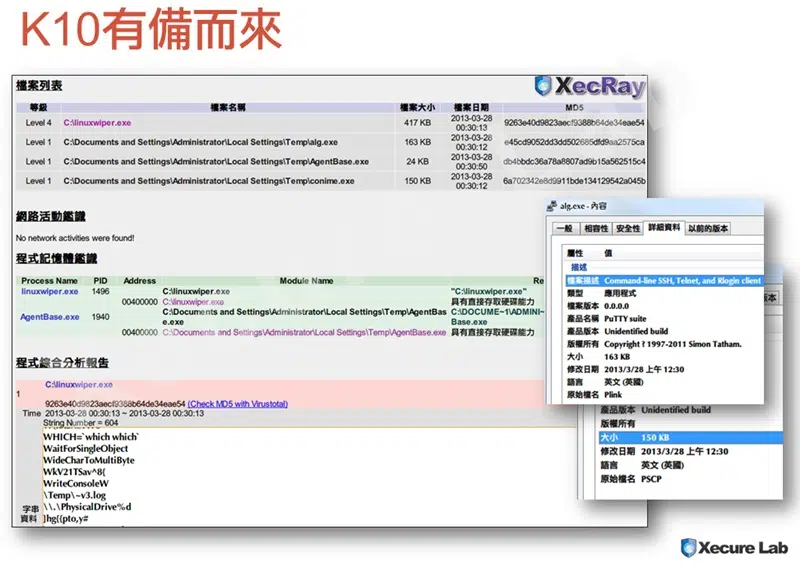 K10有備而來
檔案列表
XecRay
等級 檔案名稱 檔案大小 檔案日期 MD5
Level 4 C:\linuxwiper.exe 417 KB 2013-03-28 00:30:13 9263e40d9823aecf9388b64de34eae54
Level 1 C:\Documents and Settings\Administrator\Local Settings\Temp\alg.exe 163 KB 2013-03-28 00:30:12 e45cd9052dd3dd502685dfd9aa2575ca
Level 1 C:\Documents and Settings\Administrator\Local Settings\Temp\AgentBase.exe 24 KB 2013-03-28 00:30:50 db4bbdc36a78a8807ad9b15a562515c4
Level 1 C:\Documents and Settings\Administrator\Local Settings\Temp\conime.exe 150 KB 2013-03-28 00:30:12 6a702342e8d9911bde134129542a045b
網路活動鑑識
No network activities were found!
程式記憶體鑑識
Process Name PID Address Module Name Re
linuxwiper.exe 1496 C:\linuxwiper.exe "C:\linuxwiper.exe"
00400000 C:\linuxwiper.exe 具有直接存取硬碟能力
AgentBase.exe 1940 C:\Documents and Settings\Administrator\Local Settings\Temp\AgentBas "C:\DOCUME~1\ADMINI~
e.exe Base.exe
00400000 C:\Documents and Settings\Administrator\Local Settings\Temp\AgentBase.exe 具有直接存取硬碟能力
程式綜合分析報告
C:\linuxwiper.exe
1
9263e40d9823aecf9388b64de34eae54 (Check MD5 with Virustotal)
Time 2013-03-28 00:30:13 ~ 2013-03-28 00:30:13
String Number = 604
WHICH=`which which`
WaitForSingleObject
WideCharToMultiByte
WkV21TSav^8{
WriteConsoleW
\Temp\~v3.log
字串資料 \\.\PhysicalDrive%d
]hg{{pto,y#
alg.exe - 內容
一般 相容性 安全性 詳細資料 以前的版本
屬性 值
描述
檔案描述 Command-line SSH, Telnet, and Rlogin client
類型 應用程式
檔案版本 0.0.0.0
產品名稱 PuTTY suite
產品版本 Unidentified build
版權所有 Copyright ? 1997-2011 Simon Tatham.
大小 163 KB
修改日期 2013/3/28 上午 12:30
語言 英文 (英國)
原始檔名 Plink
版本
產品版本 Unidentified build
版權所有
大小 150 KB
修改日期 2013/3/28 上午 12:30
語言 英文 (英國)
原始檔名 PSCP
Xecure Lab